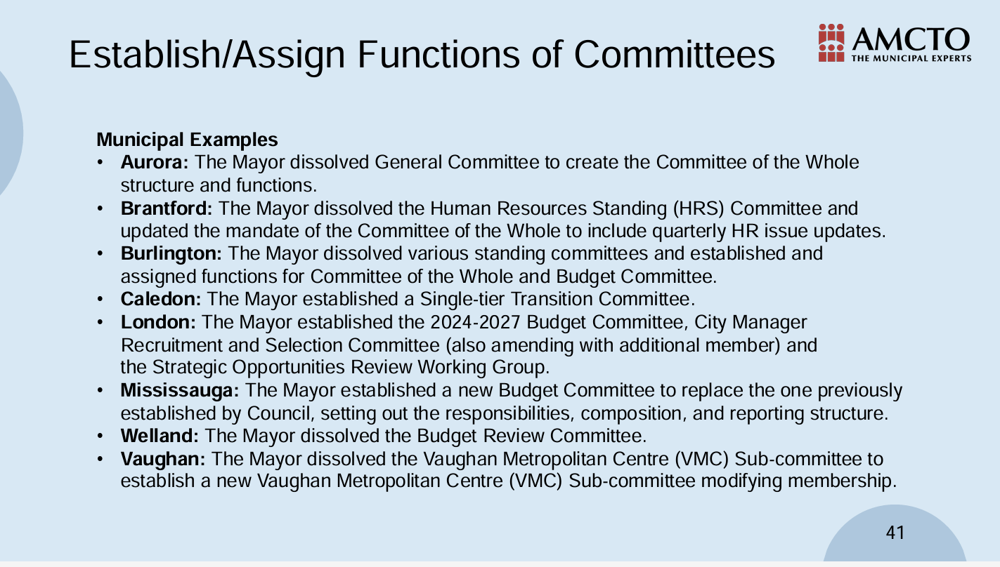 Establish/Assign Functions of Committees
AMCTO
THE MUNICIPAL EXPERTS
Municipal Examples
• Aurora: The Mayor dissolved General Committee to create the Committee of the Whole
structure and functions.
• Brantford: The Mayor dissolved the Human Resources Standing (HRS) Committee and
updated the mandate of the Committee of the Whole to include quarterly HR issue updates.
• Burlington: The Mayor dissolved various standing committees and established and
assigned functions for Committee of the Whole and Budget Committee.
• Caledon: The Mayor established a Single-tier Transition Committee.
• London: The Mayor established the 2024-2027 Budget Committee, City Manager
Recruitment and Selection Committee (also amending with additional member) and
the Strategic Opportunities Review Working Group.
• Mississauga: The Mayor established a new Budget Committee to replace the one previously
established by Council, setting out the responsibilities, composition, and reporting structure.
• Welland: The Mayor dissolved the Budget Review Committee.
• Vaughan: The Mayor dissolved the Vaughan Metropolitan Centre (VMC) Sub-committee to
establish a new Vaughan Metropolitan Centre (VMC) Sub-committee modifying membership.
41